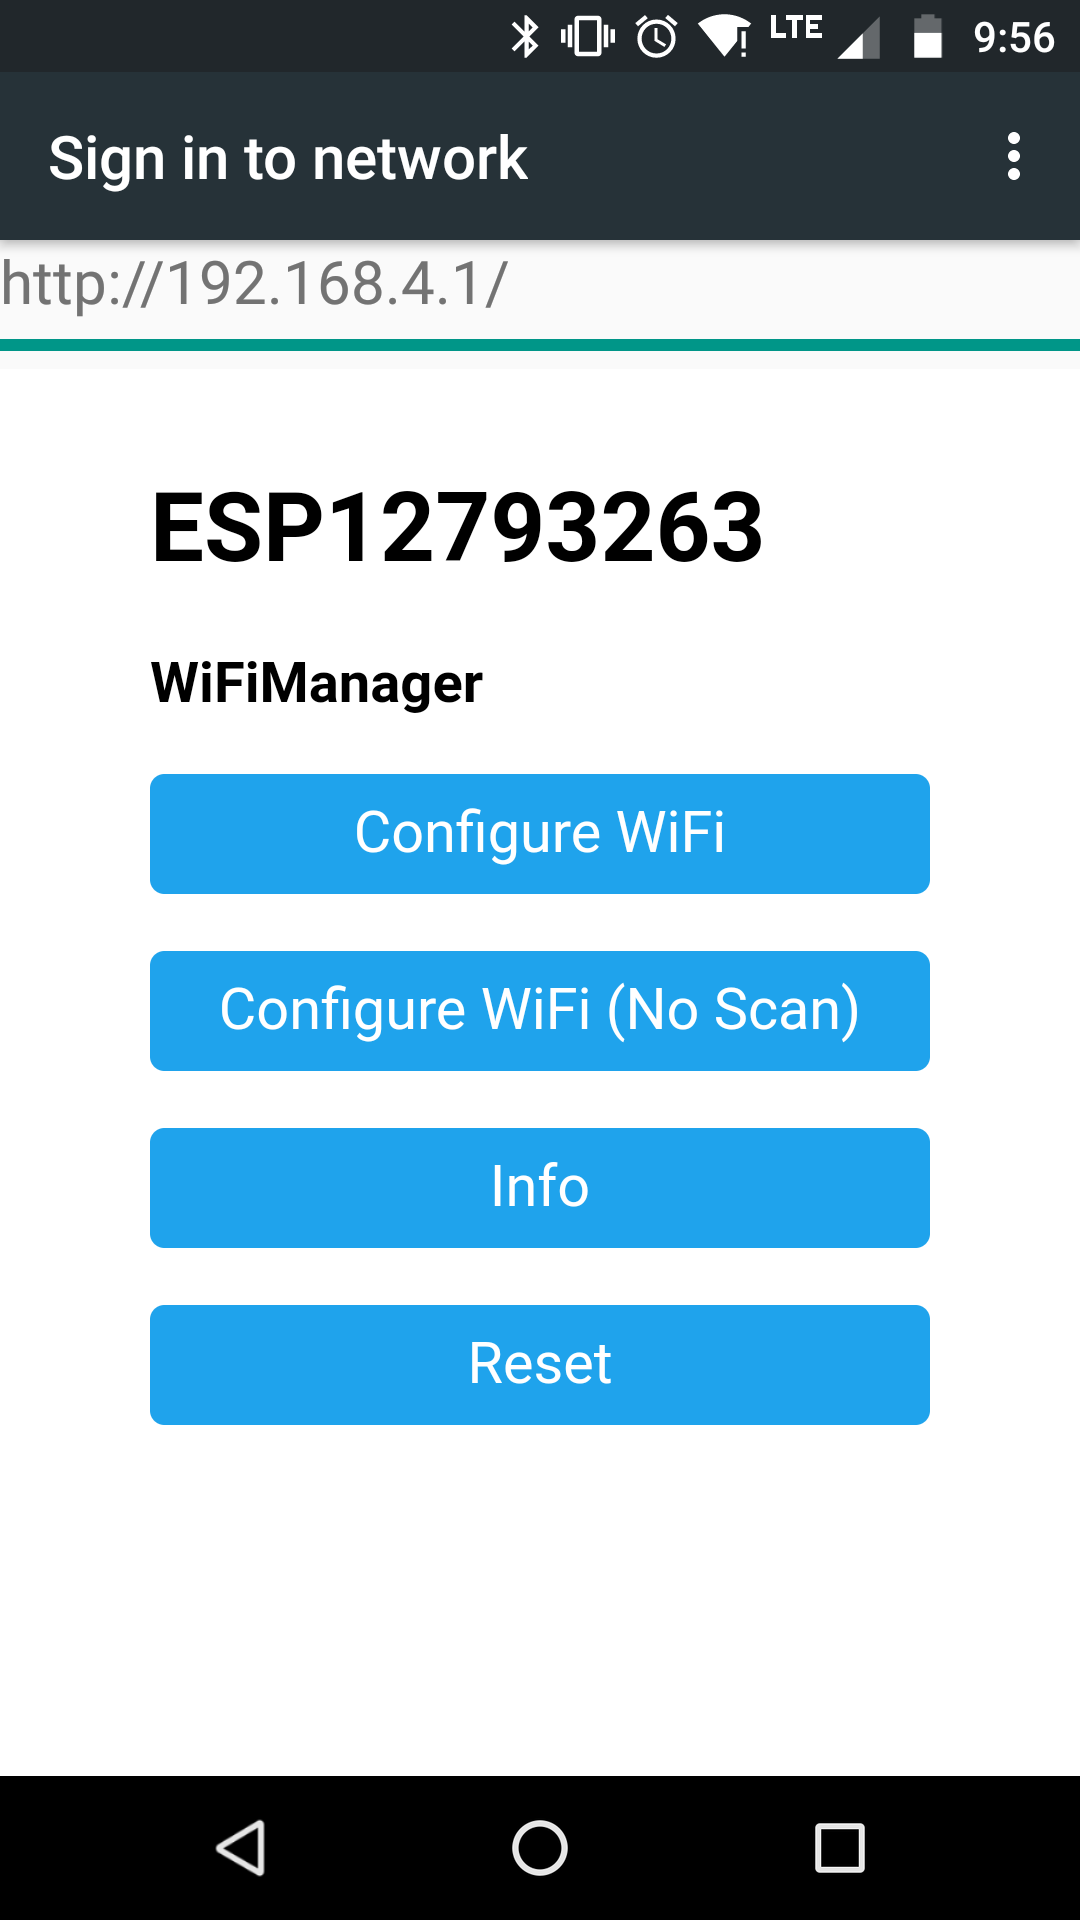 LTE 9:56
Sign in to network
http://192.168.4.1/
ESP12793263
WiFiManager
Configure WiFi
Configure WiFi (No Scan)
Info
Reset